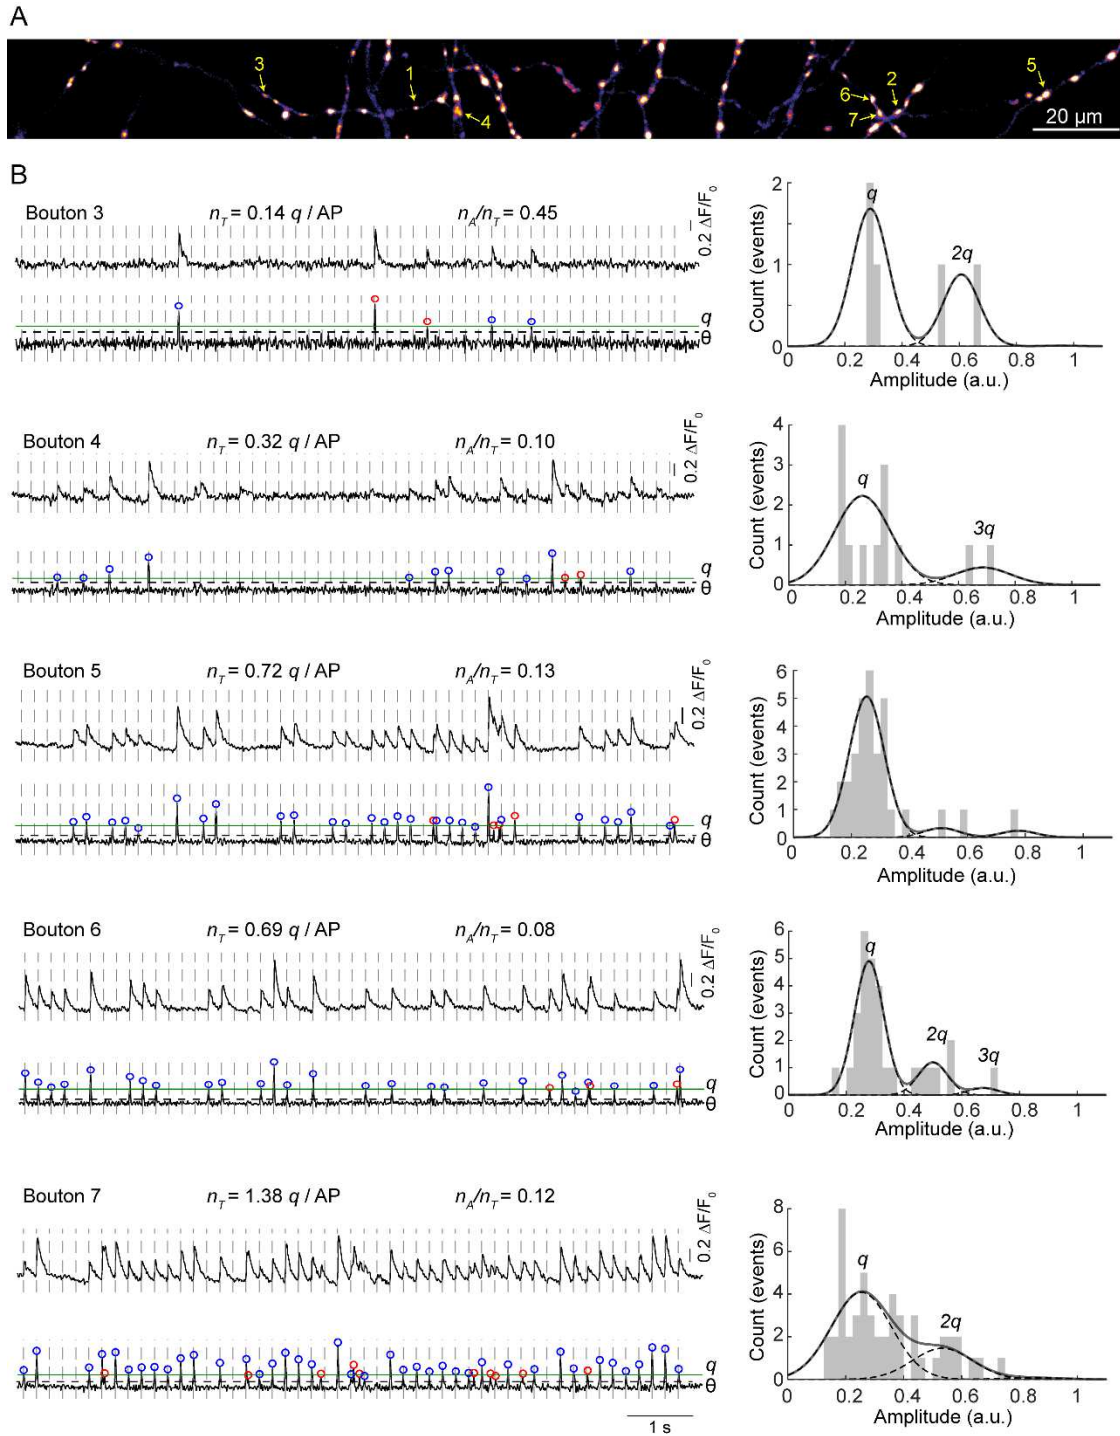 A
3
1
4
6
2
7
5
20 µm
B
Bouton 3 n_T = 0.14 q / AP n_A/n_T = 0.45
0.2 ΔF/F₀
q
θ
2
1
0
Count (events)
q
2q
0 0.2 0.4 0.6 0.8 1
Amplitude (a.u.)
Bouton 4 n_T = 0.32 q / AP n_A/n_T = 0.10
0.2 ΔF/F₀
q
θ
4
3
2
1
0
Count (events)
q
3q
0 0.2 0.4 0.6 0.8 1
Amplitude (a.u.)
Bouton 5 n_T = 0.72 q / AP n_A/n_T = 0.13
0.2 ΔF/F₀
q
θ
6
5
4
3
2
1
0
Count (events)
0 0.2 0.4 0.6 0.8 1
Amplitude (a.u.)
Bouton 6 n_T = 0.69 q / AP n_A/n_T = 0.08
0.2 ΔF/F₀
q
θ
6
5
4
3
2
1
0
Count (events)
q
2q
3q
0 0.2 0.4 0.6 0.8 1
Amplitude (a.u.)
Bouton 7 n_T = 1.38 q / AP n_A/n_T = 0.12
0.2 ΔF/F₀
q
θ
1 s
8
6
4
2
0
Count (events)
q
2q
0 0.2 0.4 0.6 0.8 1
Amplitude (a.u.)